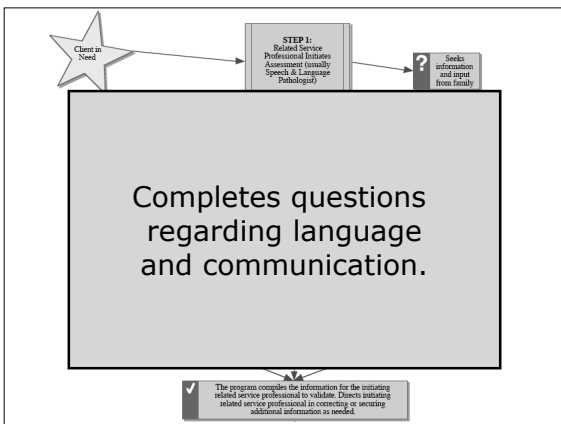 Client in
Need
STEP 1:
Related Service
Professional Initiates
Assessment (usually
Speech & Language
Pathologist)
?
Seeks
information
and input
from family
Completes questions
regarding language
and communication.
The program compiles the information for the initiating
related service professional to validate. Directs initiating
related service professional in correcting or securing
additional information as needed.